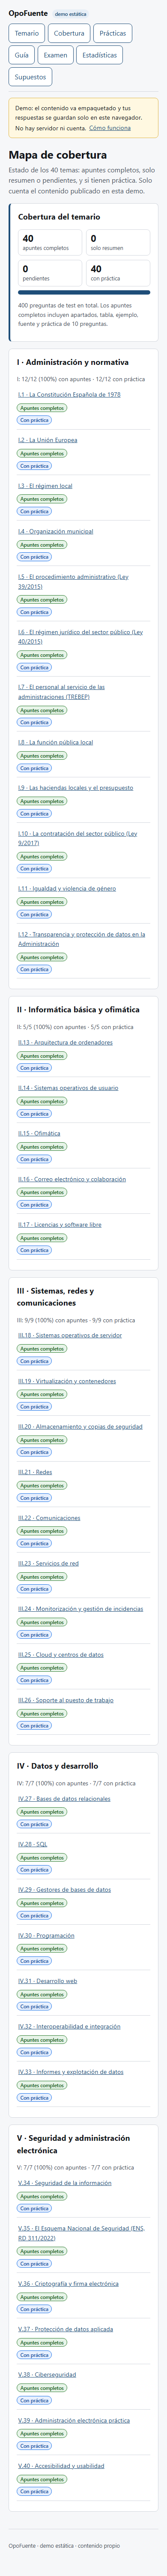 OpoFuente demo estática
Temario Cobertura Prácticas
Guía Examen Estadísticas
Supuestos
Demo: el contenido va empaquetado y tus
respuestas se guardan solo en este navegador.
No hay servidor ni cuenta. Cómo funciona
Mapa de cobertura
Estado de los 40 temas: apuntes completos, solo
resumen o pendientes, y si tienen práctica. Solo
cuenta el contenido publicado en esta demo.
Cobertura del temario
40
apuntes completos
0
solo resumen
0
pendientes
40
con práctica
400 preguntas de test en total. Los apuntes
completos incluyen apartados, tabla, ejemplo,
fuente y práctica de 10 preguntas.
I · Administración y normativa
I: 12/12 (100%) con apuntes · 12/12 con práctica
I.1 · La Constitución Española de 1978
Apuntes completos
Con práctica
I.2 · La Unión Europea
Apuntes completos
Con práctica
I.3 · El régimen local
Apuntes completos
Con práctica
I.4 · Organización municipal
Apuntes completos
Con práctica
I.5 · El procedimiento administrativo (Ley
39/2015)
Apuntes completos
Con práctica
I.6 · El régimen jurídico del sector público (Ley
40/2015)
Apuntes completos
Con práctica
I.7 · El personal al servicio de las
administraciones (TREBEP)
Apuntes completos
Con práctica
I.8 · La función pública local
Apuntes completos
Con práctica
I.9 · Las haciendas locales y el presupuesto
Apuntes completos
Con práctica
I.10 · La contratación del sector público (Ley
9/2017)
Apuntes completos
Con práctica
I.11 · Igualdad y violencia de género
Apuntes completos
Con práctica
I.12 · Transparencia y protección de datos en la
Administración
Apuntes completos
Con práctica
II · Informática básica y ofimática
II: 5/5 (100%) con apuntes · 5/5 con práctica
II.13 · Arquitectura de ordenadores
Apuntes completos
Con práctica
II.14 · Sistemas operativos de usuario
Apuntes completos
Con práctica
II.15 · Ofimática
Apuntes completos
Con práctica
II.16 · Correo electrónico y colaboración
Apuntes completos
Con práctica
II.17 · Licencias y software libre
Apuntes completos
Con práctica
III · Sistemas, redes y
comunicaciones
III: 9/9 (100%) con apuntes · 9/9 con práctica
III.18 · Sistemas operativos de servidor
Apuntes completos
Con práctica
III.19 · Virtualización y contenedores
Apuntes completos
Con práctica
III.20 · Almacenamiento y copias de seguridad
Apuntes completos
Con práctica
III.21 · Redes
Apuntes completos
Con práctica
III.22 · Comunicaciones
Apuntes completos
Con práctica
III.23 · Servicios de red
Apuntes completos
Con práctica
III.24 · Monitorización y gestión de incidencias
Apuntes completos
Con práctica
III.25 · Cloud y centros de datos
Apuntes completos
Con práctica
III.26 · Soporte al puesto de trabajo
Apuntes completos
Con práctica
IV · Datos y desarrollo
IV: 7/7 (100%) con apuntes · 7/7 con práctica
IV.27 · Bases de datos relacionales
Apuntes completos
Con práctica
IV.28 · SQL
Apuntes completos
Con práctica
IV.29 · Gestores de bases de datos
Apuntes completos
Con práctica
IV.30 · Programación
Apuntes completos
Con práctica
IV.31 · Desarrollo web
Apuntes completos
Con práctica
IV.32 · Interoperabilidad e integración
Apuntes completos
Con práctica
IV.33 · Informes y explotación de datos
Apuntes completos
Con práctica
V · Seguridad y administración
electrónica
V: 7/7 (100%) con apuntes · 7/7 con práctica
V.34 · Seguridad de la información
Apuntes completos
Con práctica
V.35 · El Esquema Nacional de Seguridad (ENS,
RD 311/2022)
Apuntes completos
Con práctica
V.36 · Criptografía y firma electrónica
Apuntes completos
Con práctica
V.37 · Protección de datos aplicada
Apuntes completos
Con práctica
V.38 · Ciberseguridad
Apuntes completos
Con práctica
V.39 · Administración electrónica práctica
Apuntes completos
Con práctica
V.40 · Accesibilidad y usabilidad
Apuntes completos
Con práctica
OpoFuente · demo estática · contenido propio